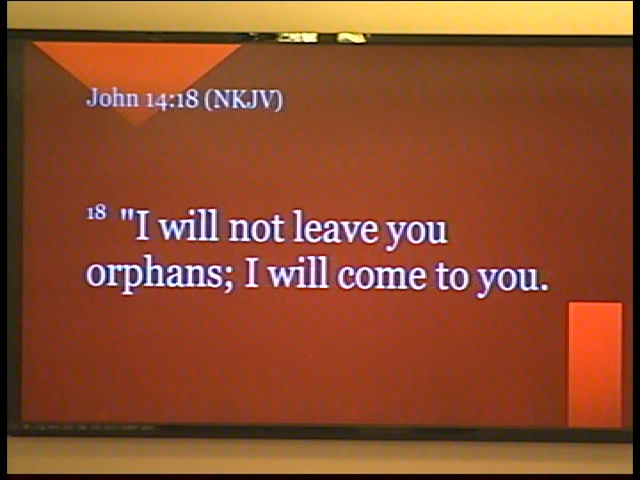 John 14:18 (NKJV)
18 "I will not leave you
orphans; I will come to you.